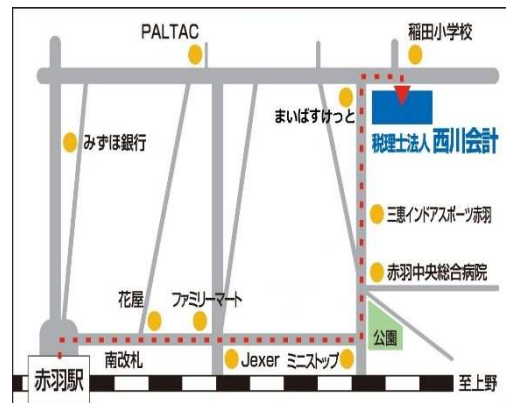 PALTAC
稲田小学校
まいばすけっと
税理士法人 西川会計
みずほ銀行
三恵インドアスポーツ赤羽
赤羽中央総合病院
花屋
ファミリーマート
公園
南改札
Jexer
ミニストップ
赤羽駅
至上野